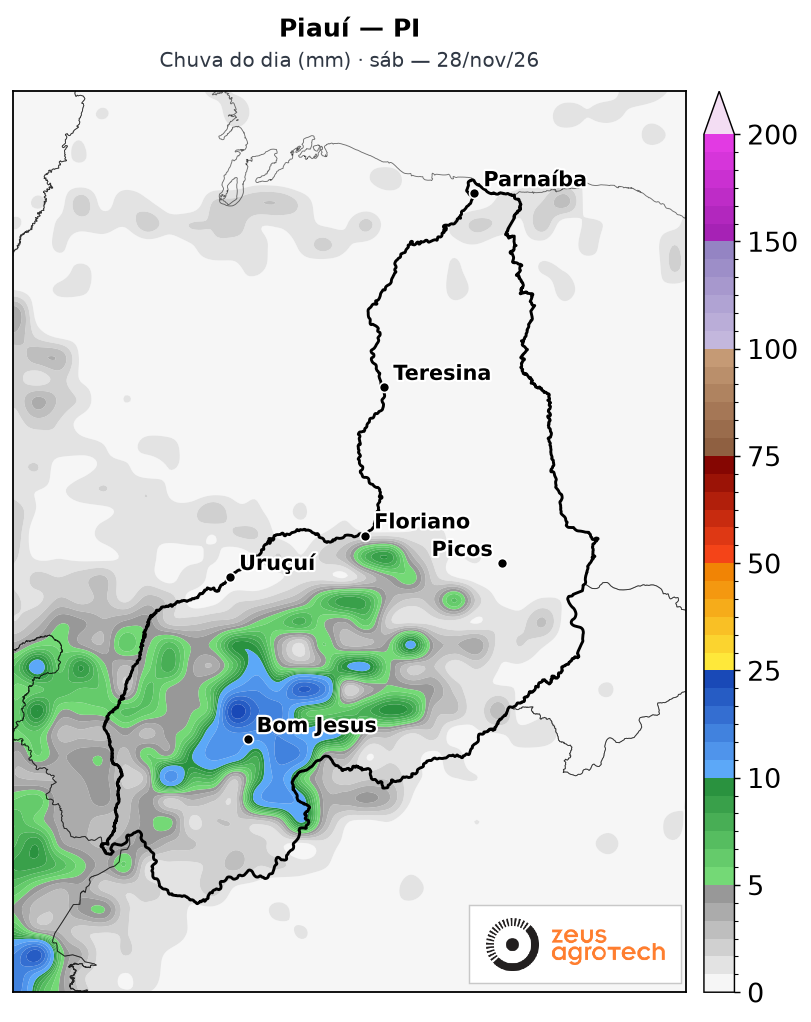 Piauí — PI
Chuva do dia (mm) · sáb — 28/nov/26
Parnaíba
Teresina
Floriano
Picos
Uruçuí
Bom Jesus
200
150
100
75
50
25
10
5
0
zeus
agrotech